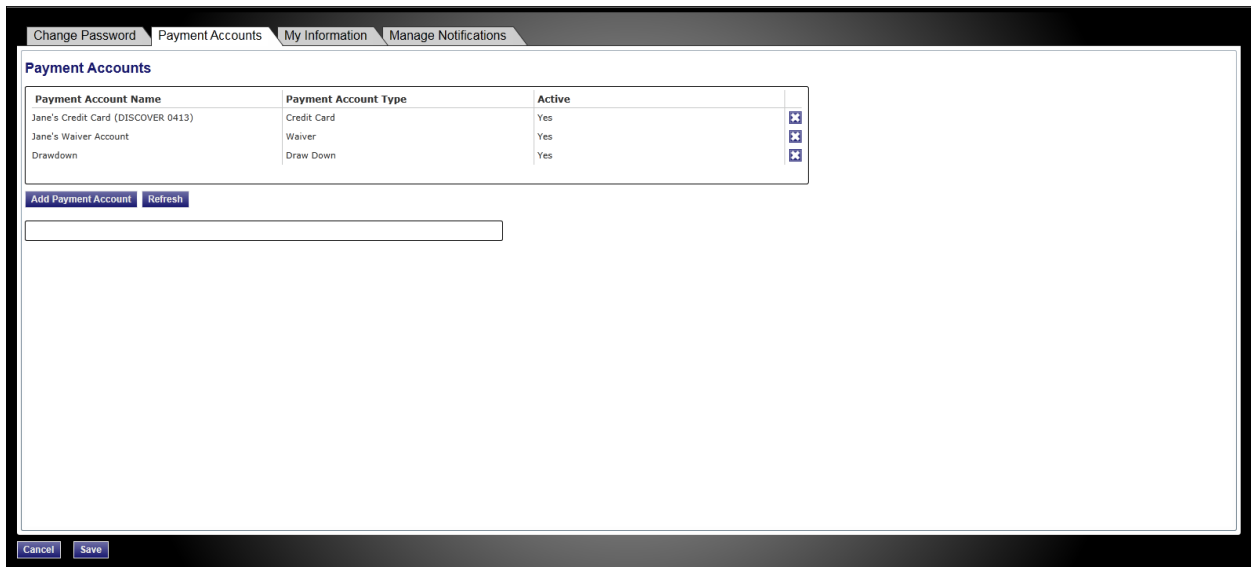 Change Password Payment Accounts My Information Manage Notifications
Payment Accounts
Payment Account Name Payment Account Type Active
Jane's Credit Card (DISCOVER 0413) Credit Card Yes
Jane's Waiver Account Waiver Yes
Drawdown Draw Down Yes
Add Payment Account Refresh
Cancel Save